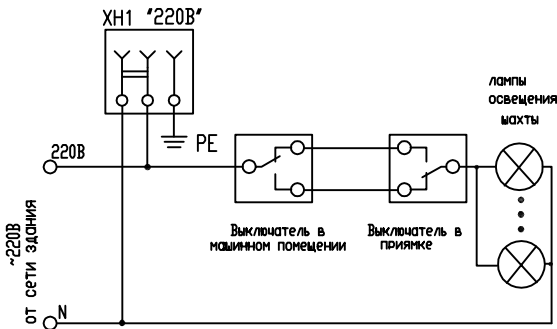 XH1 "220В"
лампы
освещения
шахты
PE
220В
Выключатель в
машинном помещении
Выключатель в
приямке
~220В
от сети здания
N